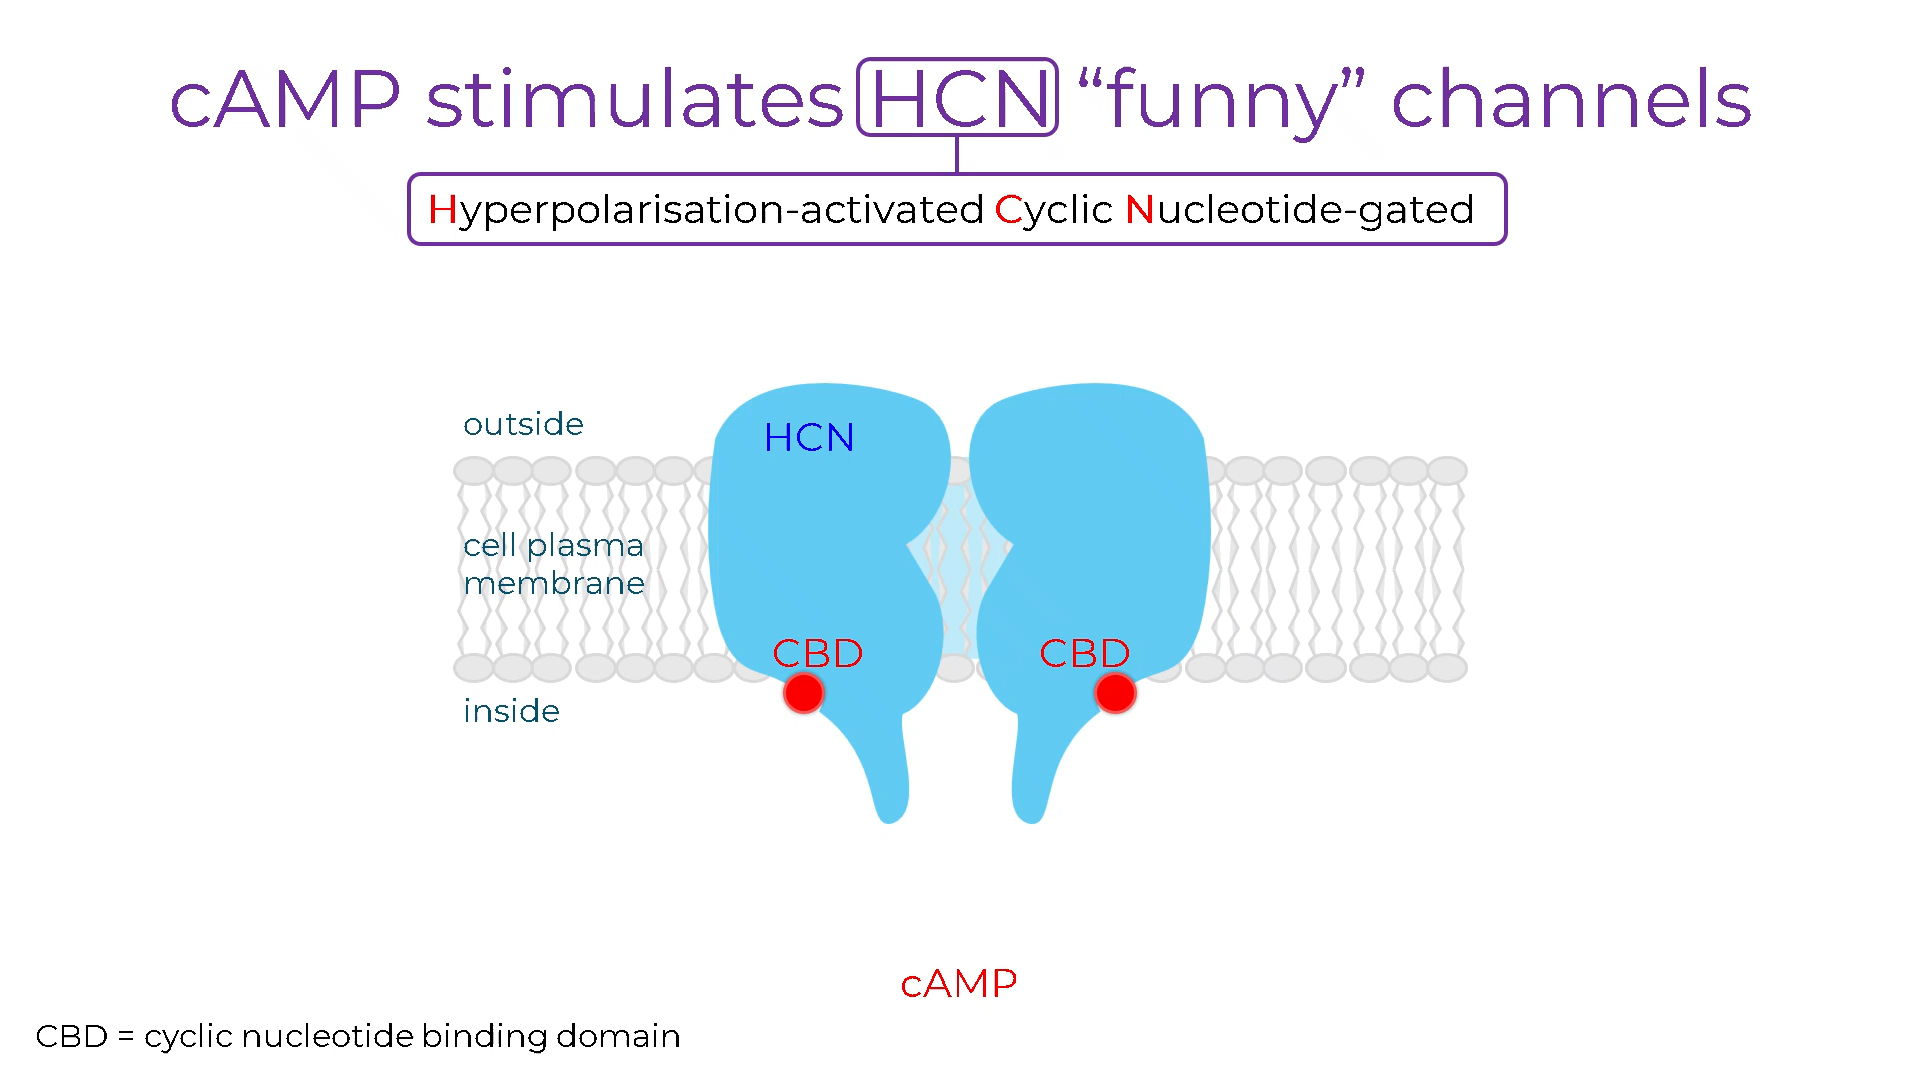 cAMP stimulates HCN “funny” channels
Hyperpolarisation-activated Cyclic Nucleotide-gated
outside
HCN
cell plasma
membrane
CBD
CBD
inside
cAMP
CBD = cyclic nucleotide binding domain